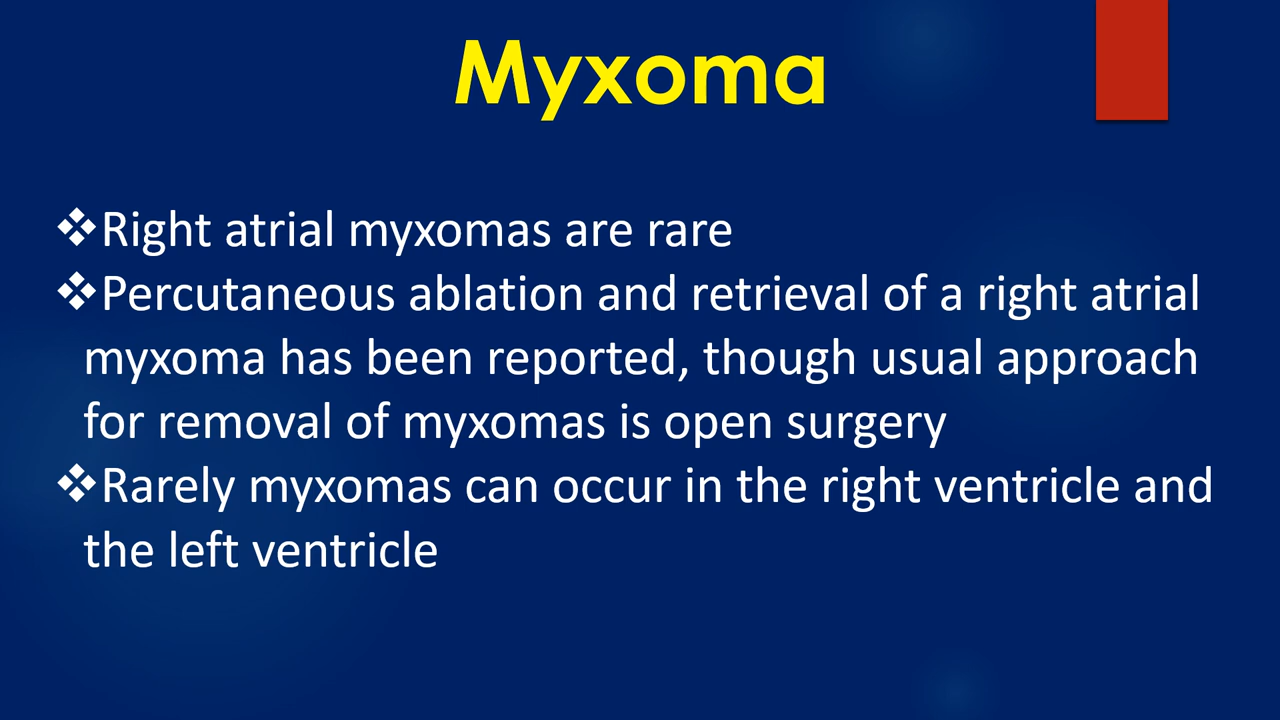 Myxoma
❖Right atrial myxomas are rare
❖Percutaneous ablation and retrieval of a right atrial
myxoma has been reported, though usual approach
for removal of myxomas is open surgery
❖Rarely myxomas can occur in the right ventricle and
the left ventricle